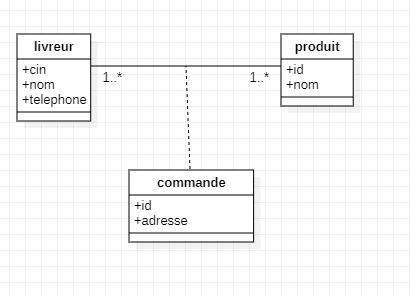 livreur
+cin
+nom
+telephone
1..*
1..*
produit
+id
+nom
commande
+id
+adresse